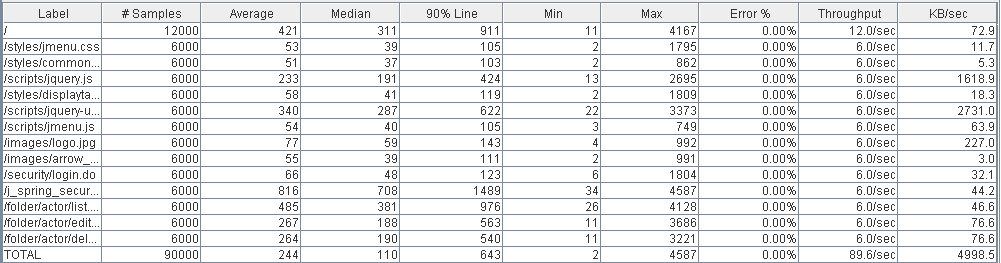 Label # Samples Average Median 90% Line Min Max Error % Throughput KB/sec
/ 12000 421 311 911 11 4167 0.00% 12.0/sec 72.9
/styles/jmenu.css 6000 53 39 105 2 1795 0.00% 6.0/sec 11.7
/styles/common... 6000 51 37 103 2 862 0.00% 6.0/sec 5.3
/scripts/jquery.js 6000 233 191 424 13 2695 0.00% 6.0/sec 1618.9
/styles/displayta... 6000 58 41 119 2 1809 0.00% 6.0/sec 18.3
/scripts/jquery-u... 6000 340 287 622 22 3373 0.00% 6.0/sec 2731.0
/scripts/jmenu.js 6000 54 40 105 3 749 0.00% 6.0/sec 63.9
/images/logo.jpg 6000 77 59 143 4 992 0.00% 6.0/sec 227.0
/images/arrow_... 6000 55 39 111 2 991 0.00% 6.0/sec 3.0
/security/login.do 6000 66 48 123 6 1804 0.00% 6.0/sec 32.1
/j_spring_secur... 6000 816 708 1489 34 4587 0.00% 6.0/sec 44.2
/folder/actor/list.... 6000 485 381 976 26 4128 0.00% 6.0/sec 46.6
/folder/actor/edit... 6000 267 188 563 11 3686 0.00% 6.0/sec 76.6
/folder/actor/del... 6000 264 190 540 11 3221 0.00% 6.0/sec 76.6
TOTAL 90000 244 110 643 2 4587 0.00% 89.6/sec 4998.5